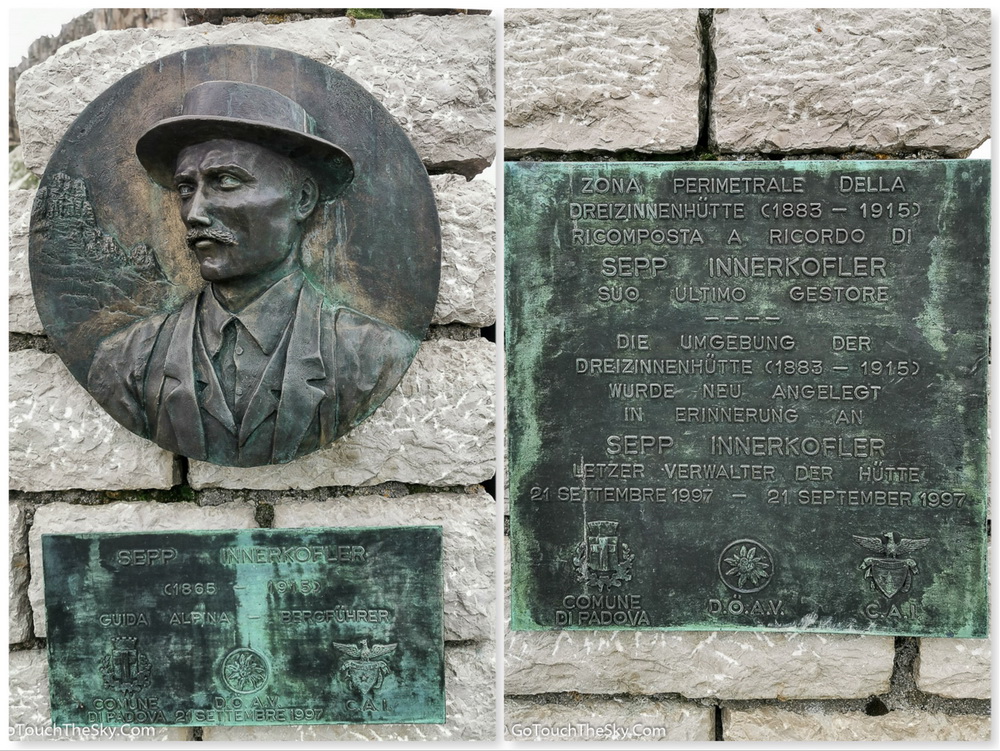 SEPP INNERKOFLER
(1865 – 1915)
GUIDA ALPINA – BERGFÜHRER
COMUNE
DI PADOVA
D.Ö.A.V.
C.A.I.
21 SETTEMBRE 1997
GoTouchTheSky.Com
ZONA PERIMETRALE DELLA
DREIZINNENHÜTTE (1883 – 1915)
RICOMPOSTA A RICORDO DI
SEPP INNERKOFLER
SUO ULTIMO GESTORE
– – – –
DIE UMGEBUNG DER
DREIZINNENHÜTTE (1883 – 1915)
WURDE NEU ANGELEGT
IN ERINNERUNG AN
SEPP INNERKOFLER
LETZER VERWALTER DER HÜTTE
21 SETTEMBRE 1997 – 21 SEPTEMBER 1997
COMUNE
DI PADOVA
D.Ö.A.V.
C.A.I.
GoTouchTheSky.Com